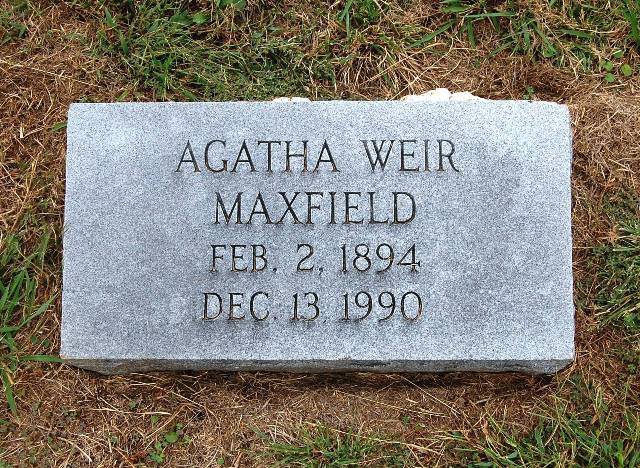 AGATHA WEIR
MAXFIELD
FEB. 2, 1894
DEC. 13, 1990